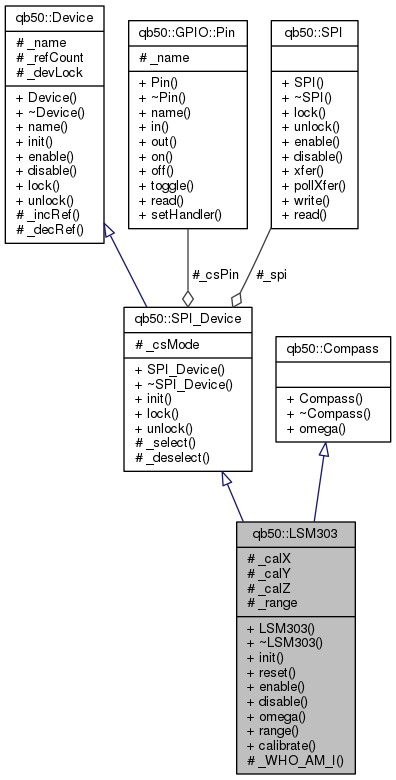 qb50::Device
# _name
# _refCount
# _devLock
+ Device()
+ ~Device()
+ name()
+ init()
+ enable()
+ disable()
+ lock()
+ unlock()
# _incRef()
# _decRef()
qb50::GPIO::Pin
# _name
+ Pin()
+ ~Pin()
+ name()
+ in()
+ out()
+ on()
+ off()
+ toggle()
+ read()
+ setHandler()
qb50::SPI
+ SPI()
+ ~SPI()
+ lock()
+ unlock()
+ enable()
+ disable()
+ xfer()
+ pollXfer()
+ write()
+ read()
#_csPin
#_spi
qb50::SPI_Device
# _csMode
+ SPI_Device()
+ ~SPI_Device()
+ init()
+ lock()
+ unlock()
# _select()
# _deselect()
qb50::Compass
+ Compass()
+ ~Compass()
+ omega()
qb50::LSM303
# _calX
# _calY
# _calZ
# _range
+ LSM303()
+ ~LSM303()
+ init()
+ reset()
+ enable()
+ disable()
+ omega()
+ range()
+ calibrate()
# _WHO_AM_I()